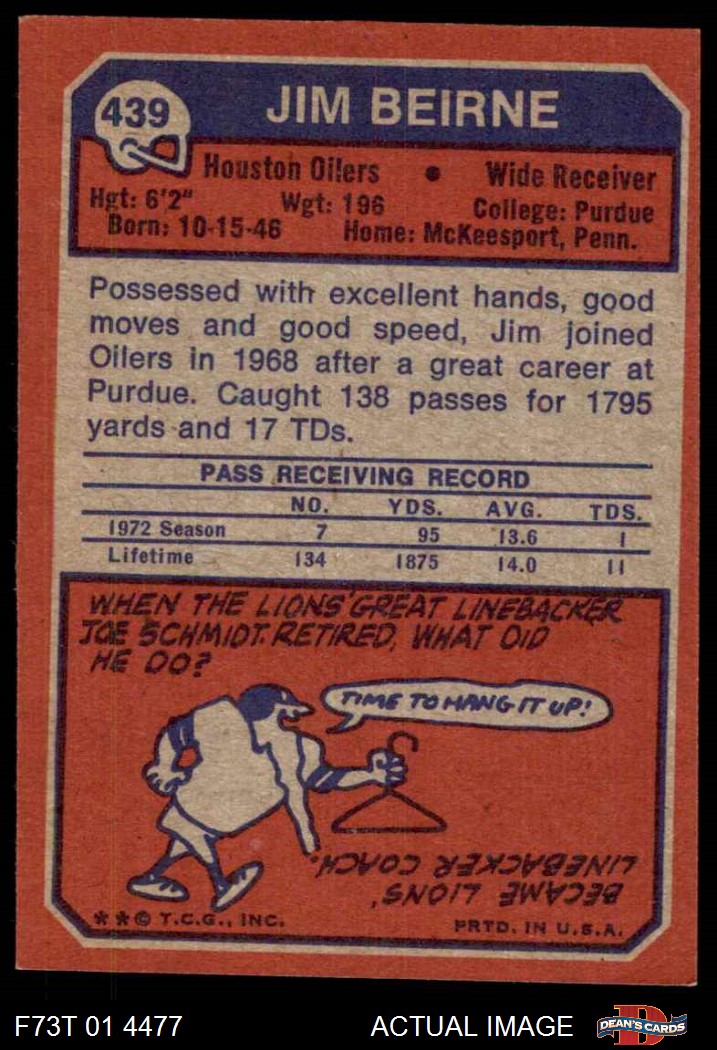 439
JIM BEIRNE
Houston Oilers • Wide Receiver
Hgt: 6'2" Wgt: 196 College: Purdue
Born: 10-15-46 Home: McKeesport, Penn.
Possessed with excellent hands, good
moves and good speed, Jim joined
Oilers in 1968 after a great career at
Purdue. Caught 138 passes for 1795
yards and 17 TDs.
PASS RECEIVING RECORD
NO. YDS. AVG. TDS.
1972 Season 7 95 13.6 1
Lifetime 134 1875 14.0 11
WHEN THE LIONS' GREAT LINEBACKER
JOE SCHMIDT RETIRED, WHAT DID
HE DO?
TIME TO HANG IT UP!
BECAME LIONS'
LINEBACKER COACH.
**© T.C.G., INC. PRTD. IN U.S.A.
F73T 01 4477 ACTUAL IMAGE D DEAN'S CARDS